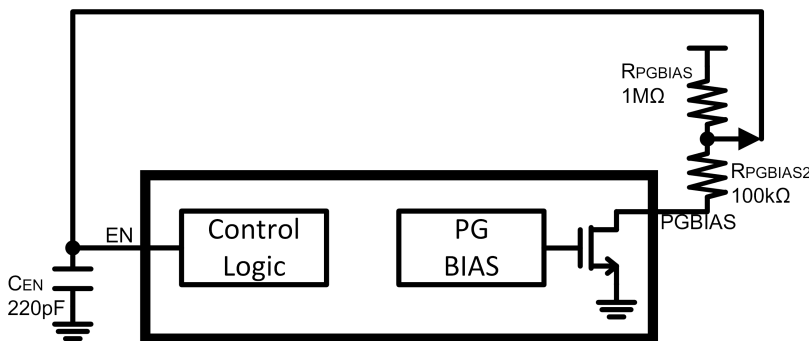 RPGBIAS
1MΩ
RPGBIAS2
100kΩ
PGBIAS
EN
Control
Logic
PG
BIAS
CEN
220pF